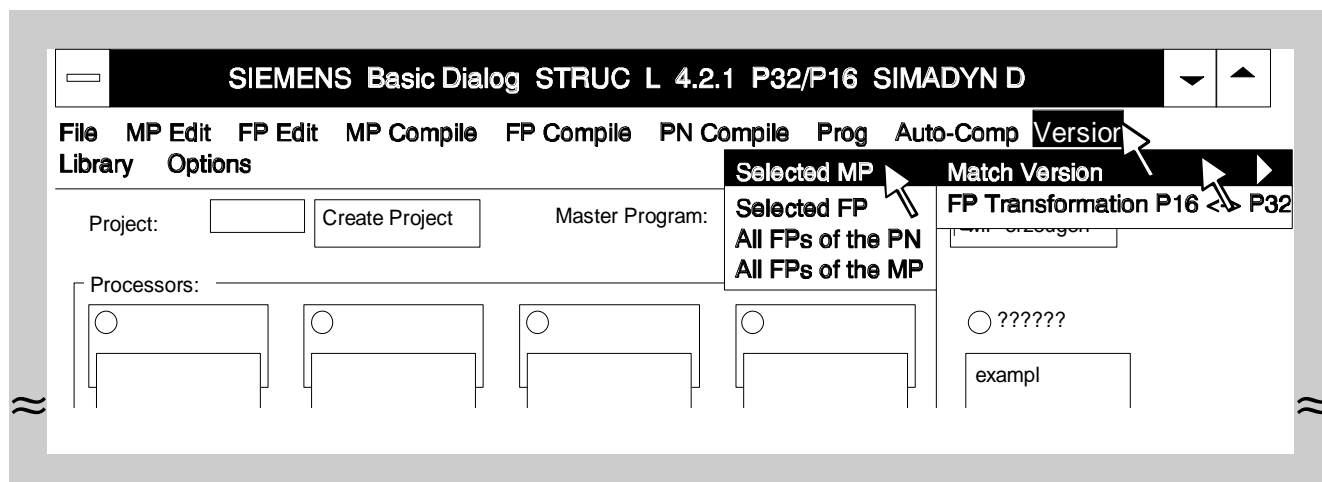 SIEMENS Basic Dialog STRUC L 4.2.1 P32/P16 SIMADYN D
File MP Edit FP Edit MP Compile FP Compile PN Compile Prog Auto-Comp Version
Library Options
Selected MP
Selected FP
All FPs of the PN
All FPs of the MP
Match Version
FP Transformation P16 <-> P32
Project:
Create Project
Master Program:
Processors:
??????
exampl